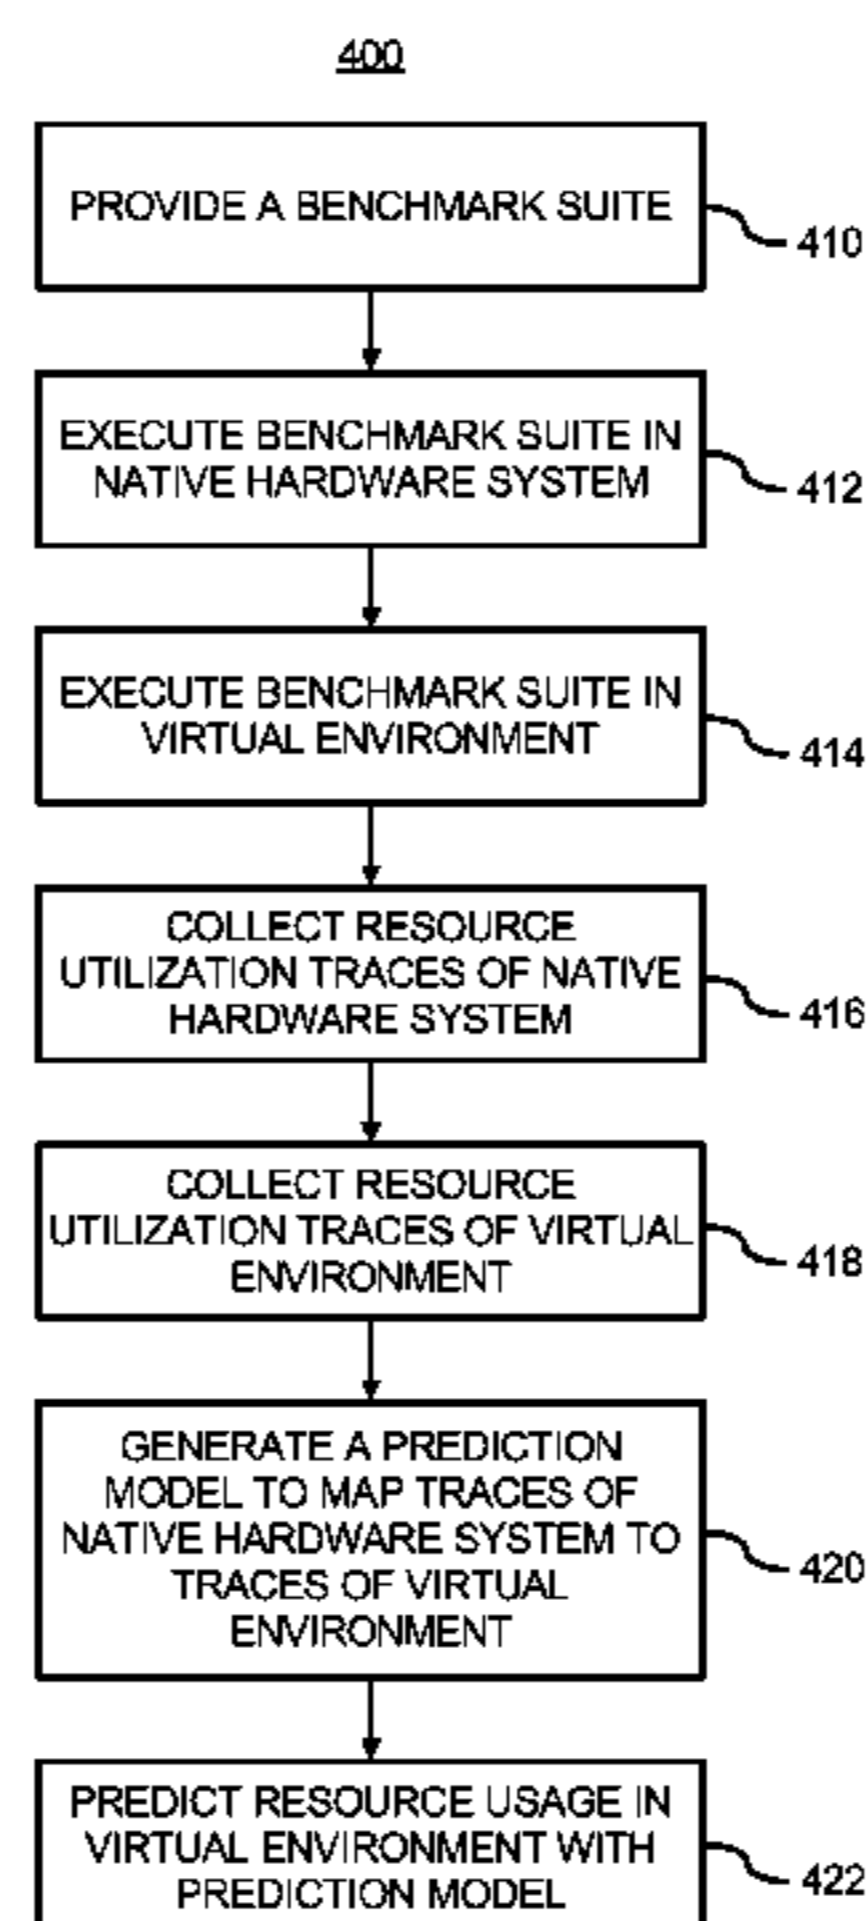 400
PROVIDE A BENCHMARK SUITE
410
EXECUTE BENCHMARK SUITE IN
NATIVE HARDWARE SYSTEM
412
EXECUTE BENCHMARK SUITE IN
VIRTUAL ENVIRONMENT
414
COLLECT RESOURCE
UTILIZATION TRACES OF NATIVE
HARDWARE SYSTEM
416
COLLECT RESOURCE
UTILIZATION TRACES OF VIRTUAL
ENVIRONMENT
418
GENERATE A PREDICTION
MODEL TO MAP TRACES OF
NATIVE HARDWARE SYSTEM TO
TRACES OF VIRTUAL
ENVIRONMENT
420
PREDICT RESOURCE USAGE IN
VIRTUAL ENVIRONMENT WITH
PREDICTION MODEL
422